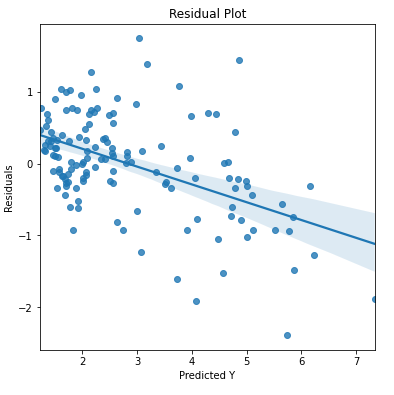 Residual Plot
1
0
−1
−2
Residuals
2 3 4 5 6 7
Predicted Y